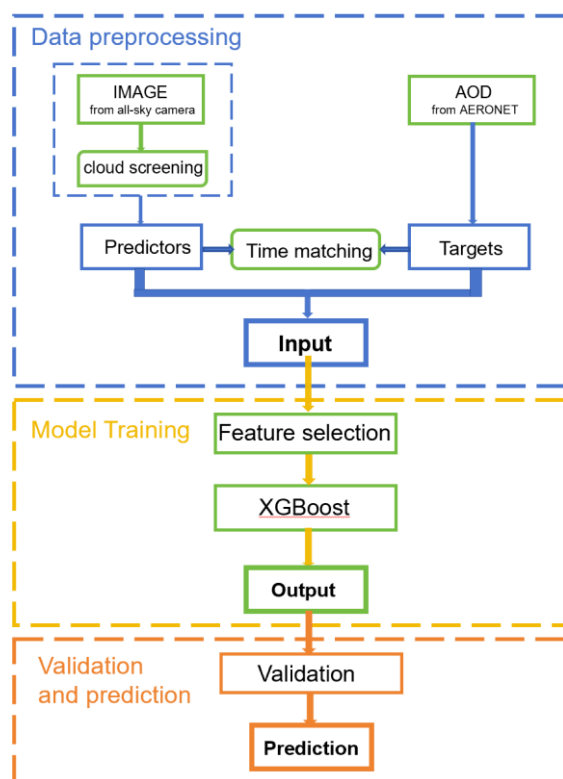 Data preprocessing
IMAGE
from all-sky camera
AOD
from AERONET
cloud screening
Predictors
Time matching
Targets
Input
Model Training
Feature selection
XGBoost
Output
Validation
and prediction
Validation
Prediction